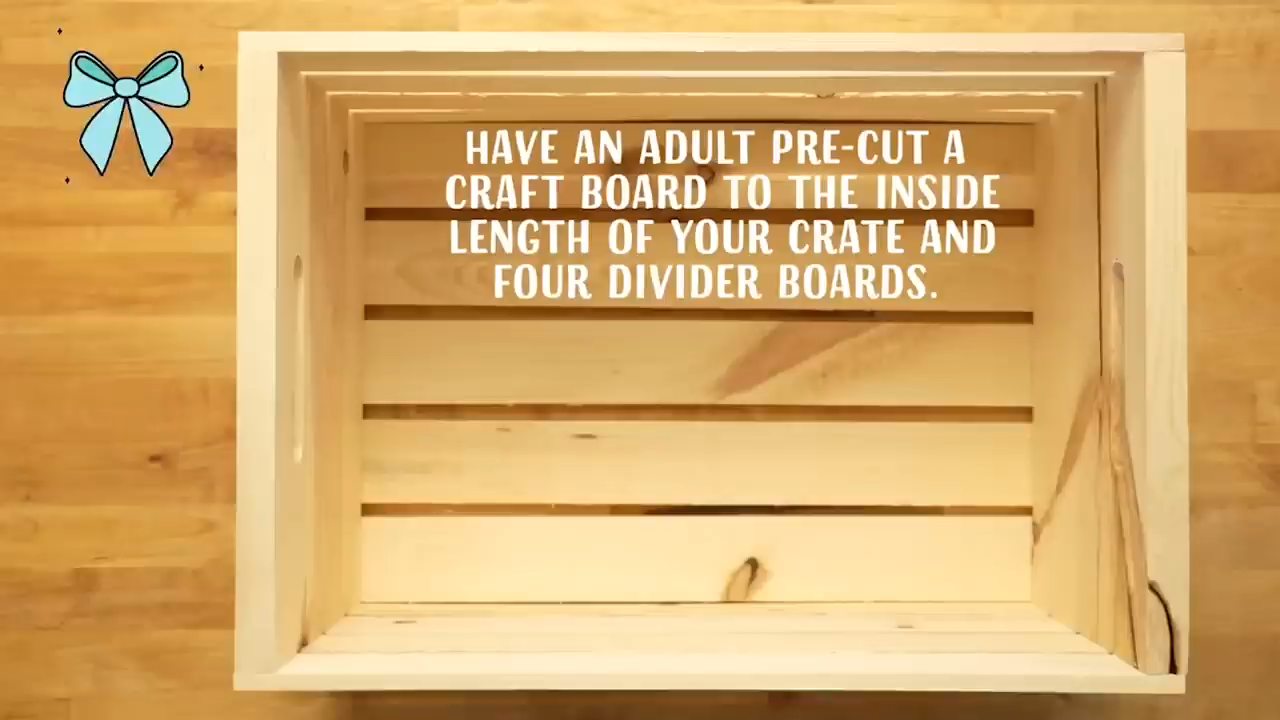 HAVE AN ADULT PRE-CUT A
CRAFT BOARD TO THE INSIDE
LENGTH OF YOUR CRATE AND
FOUR DIVIDER BOARDS.